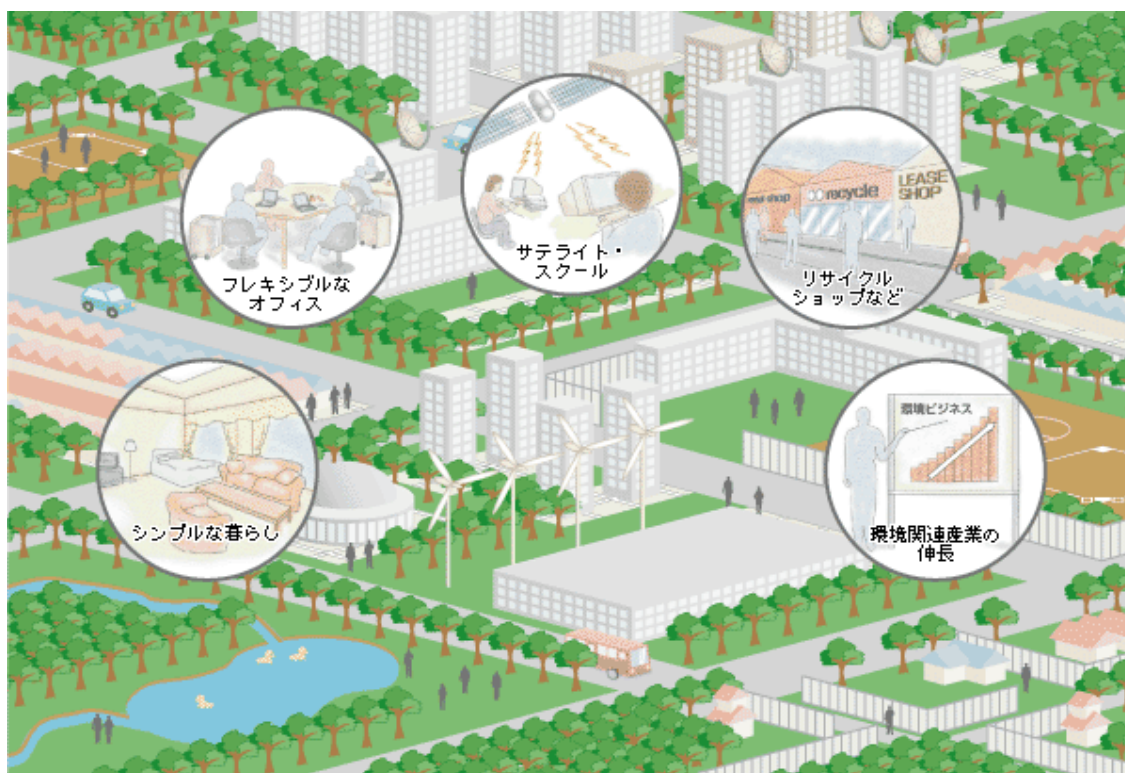 フレキシブルな
オフィス
サテライト・
スクール
recycle
LEASE
SHOP
リサイクル
ショップなど
シンプルな暮らし
環境ビジネス
環境関連産業の
伸長